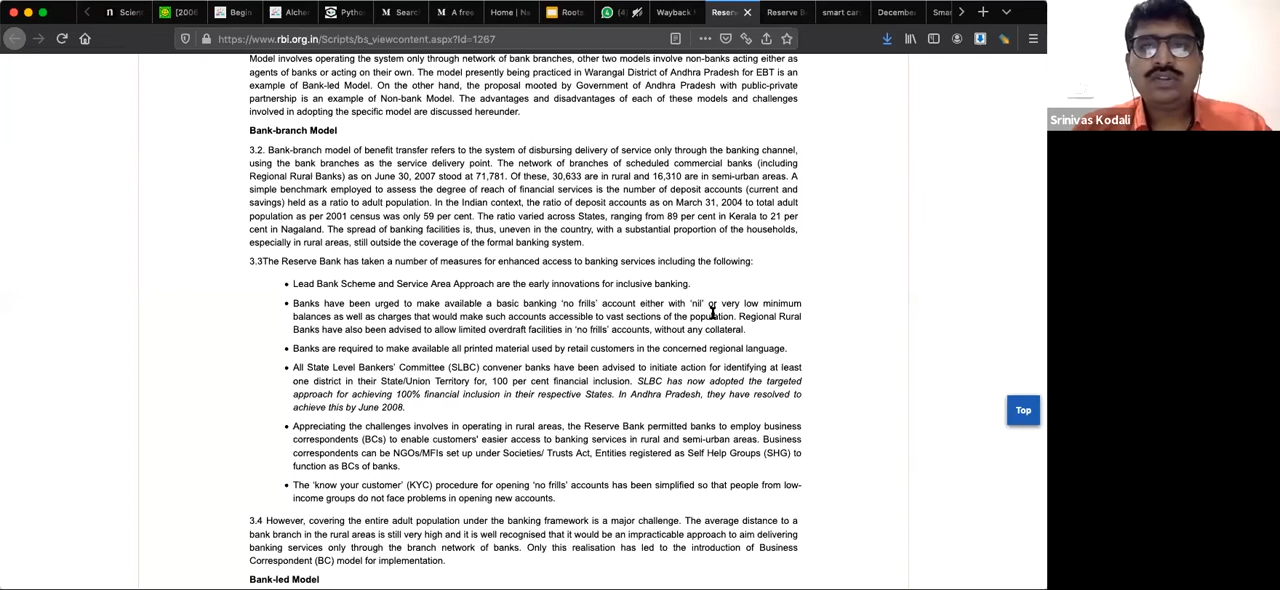 Scien
[200
Begin
Alche
Pytho
Searc
A free
Home | N
Roots
(4)
Wayback
Reser
Reserve B
smart car
December
Smar
https://www.rbi.org.in/Scripts/bs_viewcontent.aspx?Id=1267
Model involves operating the system only through network of bank branches, other two models involve non-banks acting either as
agents of banks or acting on their own. The model presently being practiced in Warangal District of Andhra Pradesh for EBT is an
example of Bank-led Model. On the other hand, the proposal mooted by Government of Andhra Pradesh with public-private
partnership is an example of Non-bank Model. The advantages and disadvantages of each of these models and challenges
involved in adopting the specific model are discussed hereunder.
Bank-branch Model
3.2. Bank-branch model of benefit transfer refers to the system of disbursing delivery of service only through the banking channel,
using the bank branches as the service delivery point. The network of branches of scheduled commercial banks (including
Regional Rural Banks) as on June 30, 2007 stood at 71,781. Of these, 30,633 are in rural and 16,310 are in semi-urban areas. A
simple benchmark employed to assess the degree of reach of financial services is the number of deposit accounts (current and
savings) held as a ratio to adult population. In the Indian context, the ratio of deposit accounts as on March 31, 2004 to total adult
population as per 2001 census was only 59 per cent. The ratio varied across States, ranging from 89 per cent in Kerala to 21 per
cent in Nagaland. The spread of banking facilities is, thus, uneven in the country, with a substantial proportion of the households,
especially in rural areas, still outside the coverage of the formal banking system.
3.3The Reserve Bank has taken a number of measures for enhanced access to banking services including the following:
• Lead Bank Scheme and Service Area Approach are the early innovations for inclusive banking.
• Banks have been urged to make available a basic banking 'no frills' account either with 'nil' or very low minimum
balances as well as charges that would make such accounts accessible to vast sections of the population. Regional Rural
Banks have also been advised to allow limited overdraft facilities in 'no frills' accounts, without any collateral.
• Banks are required to make available all printed material used by retail customers in the concerned regional language.
• All State Level Bankers' Committee (SLBC) convener banks have been advised to initiate action for identifying at least
one district in their State/Union Territory for, 100 per cent financial inclusion. SLBC has now adopted the targeted
approach for achieving 100% financial inclusion in their respective States. In Andhra Pradesh, they have resolved to
achieve this by June 2008.
• Appreciating the challenges involves in operating in rural areas, the Reserve Bank permitted banks to employ business
correspondents (BCs) to enable customers' easier access to banking services in rural and semi-urban areas. Business
correspondents can be NGOs/MFIs set up under Societies/ Trusts Act, Entities registered as Self Help Groups (SHG) to
function as BCs of banks.
• The 'know your customer' (KYC) procedure for opening 'no frills' accounts has been simplified so that people from low-
income groups do not face problems in opening new accounts.
3.4 However, covering the entire adult population under the banking framework is a major challenge. The average distance to a
bank branch in the rural areas is still very high and it is well recognised that it would be an impracticable approach to aim delivering
banking services only through the branch network of banks. Only this realisation has led to the introduction of Business
Correspondent (BC) model for implementation.
Bank-led Model
Top
Srinivas Kodali